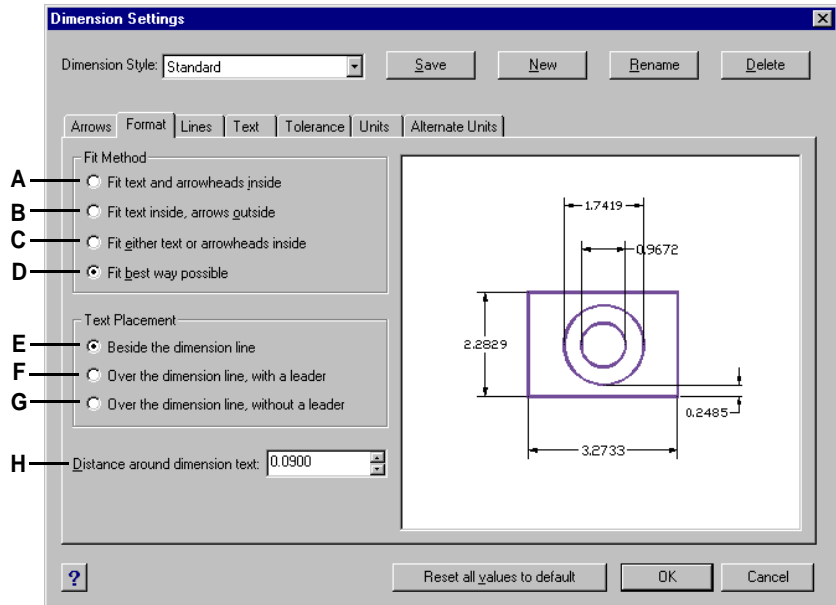 Dimension Settings
Dimension Style: Standard Save New Rename Delete
Arrows Format Lines Text Tolerance Units Alternate Units
Fit Method
A Fit text and arrowheads inside
B Fit text inside, arrows outside
C Fit either text or arrowheads inside
D Fit best way possible
Text Placement
E Beside the dimension line
F Over the dimension line, with a leader
G Over the dimension line, without a leader
H Distance around dimension text: 0.0900
1.7419
0.9672
2.2829
0.2485
3.2733
? Reset all values to default OK Cancel